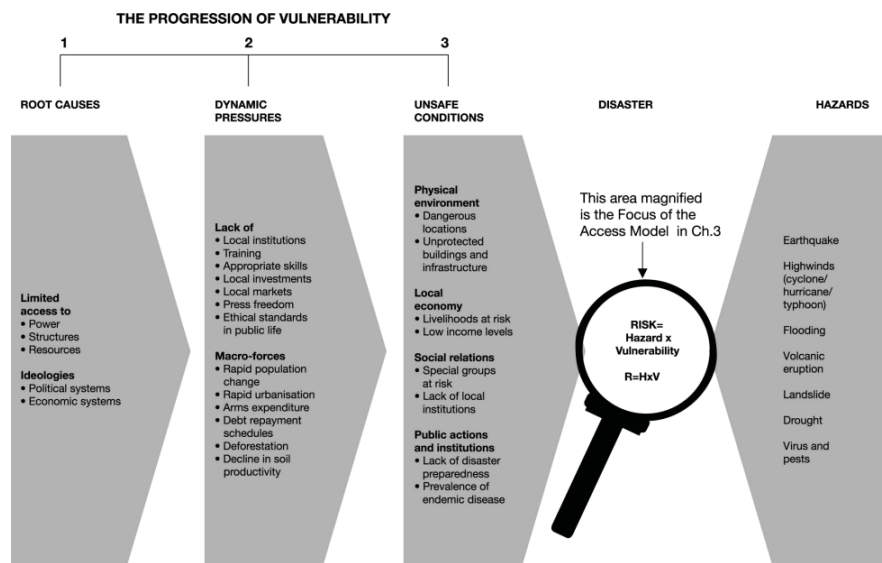 THE PROGRESSION OF VULNERABILITY
1
2
3
ROOT CAUSES
DYNAMIC
PRESSURES
UNSAFE
CONDITIONS
DISASTER
HAZARDS
Limited
access to
• Power
• Structures
• Resources
Ideologies
• Political systems
• Economic systems
Lack of
• Local institutions
• Training
• Appropriate skills
• Local investments
• Local markets
• Press freedom
• Ethical standards
in public life
Macro-forces
• Rapid population
change
• Rapid urbanisation
• Arms expenditure
• Debt repayment
schedules
• Deforestation
• Decline in soil
productivity
Physical
environment
• Dangerous
locations
• Unprotected
buildings and
infrastructure
Local
economy
• Livelihoods at risk
• Low income levels
Social relations
• Special groups
at risk
• Lack of local
institutions
Public actions
and institutions
• Lack of disaster
preparedness
• Prevalence of
endemic disease
This area magnified
is the Focus of the
Access Model in Ch.3
RISK=
Hazard x
Vulnerability
R=HxV
Earthquake
Highwinds
(cyclone/
hurricane/
typhoon)
Flooding
Volcanic
eruption
Landslide
Drought
Virus and
pests